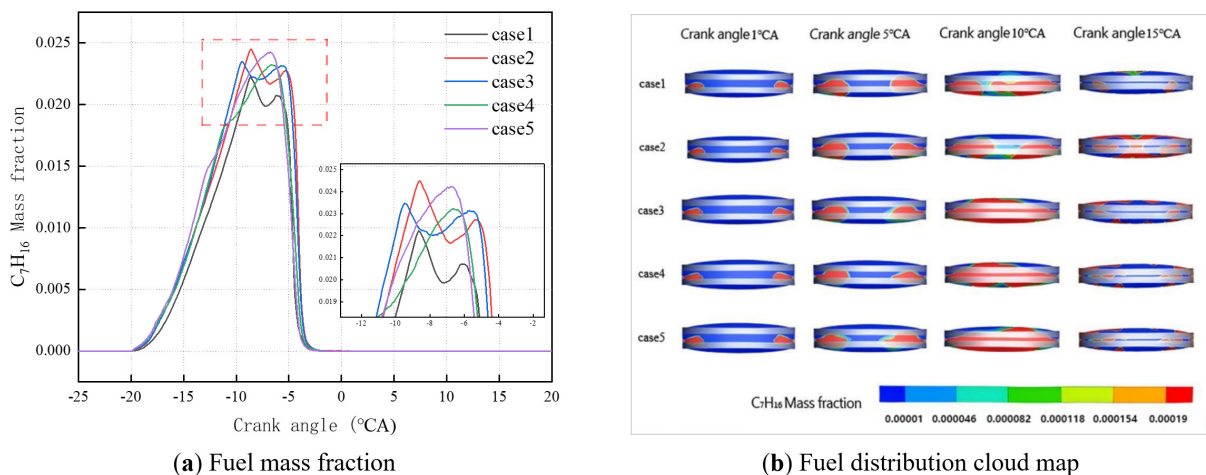 0.025
0.020
0.015
0.010
0.005
0.000
C₇H₁₆ Mass fraction
-25 -20 -15 -10 -5 0 5 10 15 20
Crank angle (°CA)
case1
case2
case3
case4
case5
0.025
0.024
0.023
0.022
0.021
0.020
0.019
-12 -10 -8 -6 -4 -2
(a) Fuel mass fraction
Crank angle 1°CA Crank angle 5°CA Crank angle 10°CA Crank angle 15°CA
case1
case2
case3
case4
case5
C₇H₁₆ Mass fraction
0.00001 0.000046 0.000082 0.000118 0.000154 0.00019
(b) Fuel distribution cloud map